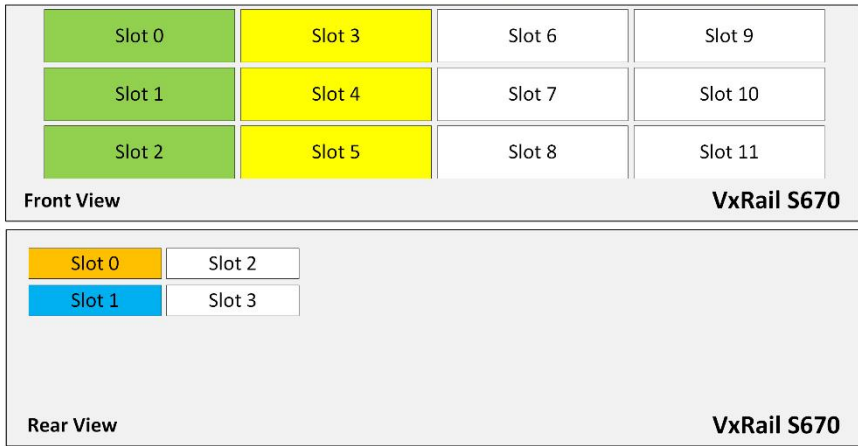 Slot 0 Slot 3 Slot 6 Slot 9
Slot 1 Slot 4 Slot 7 Slot 10
Slot 2 Slot 5 Slot 8 Slot 11
Front View VxRail S670
Slot 0 Slot 2
Slot 1 Slot 3
Rear View VxRail S670